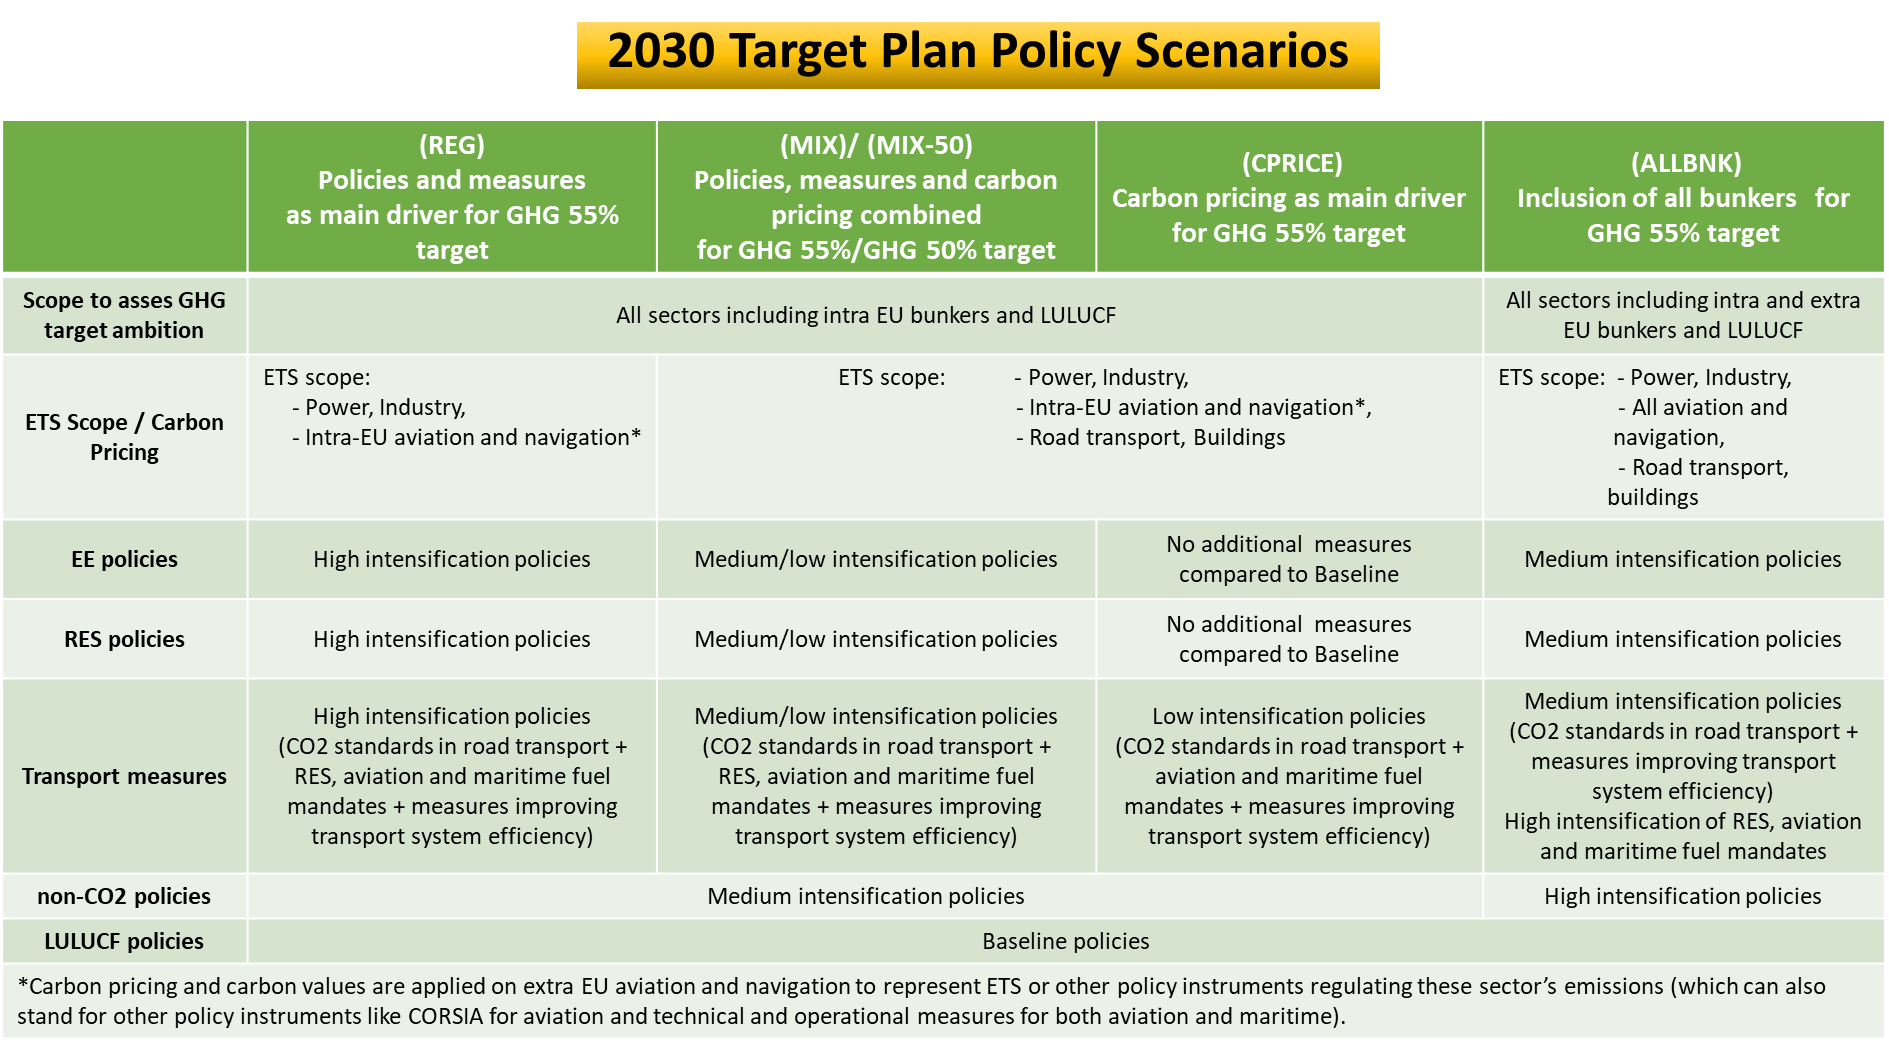 2030 Target Plan Policy Scenarios
(REG)
Policies and measures
as main driver for GHG 55%
target
(MIX)/ (MIX-50)
Policies, measures and carbon
pricing combined
for GHG 55%/GHG 50% target
(CPRICE)
Carbon pricing as main driver
for GHG 55% target
(ALLBNK)
Inclusion of all bunkers for
GHG 55% target
Scope to asses GHG
target ambition
All sectors including intra EU bunkers and LULUCF
All sectors including intra and extra
EU bunkers and LULUCF
ETS Scope / Carbon
Pricing
ETS scope:
- Power, Industry,
- Intra-EU aviation and navigation*
ETS scope: - Power, Industry,
- Intra-EU aviation and navigation*,
- Road transport, Buildings
ETS scope: - Power, Industry,
- All aviation and
navigation,
- Road transport,
buildings
EE policies
High intensification policies
Medium/low intensification policies
No additional measures
compared to Baseline
Medium intensification policies
RES policies
High intensification policies
Medium/low intensification policies
No additional measures
compared to Baseline
Medium intensification policies
Transport measures
High intensification policies
(CO2 standards in road transport +
RES, aviation and maritime fuel
mandates + measures improving
transport system efficiency)
Medium/low intensification policies
(CO2 standards in road transport +
RES, aviation and maritime fuel
mandates + measures improving
transport system efficiency)
Low intensification policies
(CO2 standards in road transport +
aviation and maritime fuel
mandates + measures improving
transport system efficiency)
Medium intensification policies
(CO2 standards in road transport +
measures improving transport
system efficiency)
High intensification of RES, aviation
and maritime fuel mandates
non-CO2 policies
Medium intensification policies
High intensification policies
LULUCF policies
Baseline policies
*Carbon pricing and carbon values are applied on extra EU aviation and navigation to represent ETS or other policy instruments regulating these sector’s emissions (which can also
stand for other policy instruments like CORSIA for aviation and technical and operational measures for both aviation and maritime).